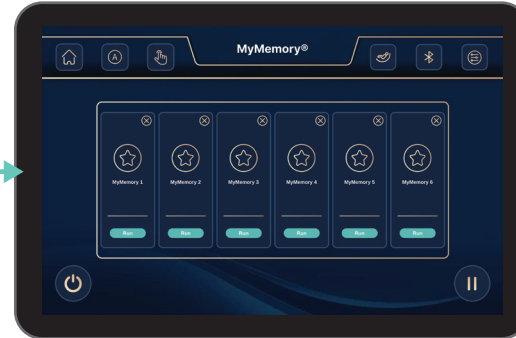 MyMemory®
A
MyMemory 1
MyMemory 2
MyMemory 3
MyMemory 4
MyMemory 5
MyMemory 6
Run
Run
Run
Run
Run
Run